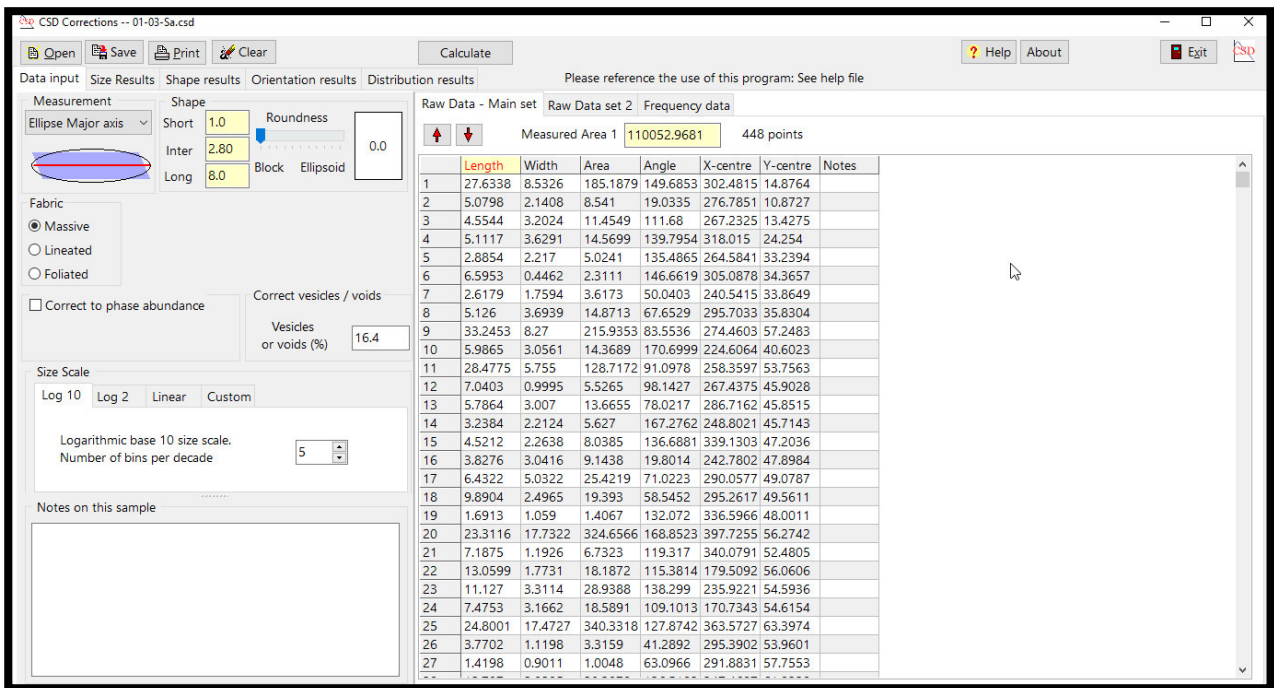 CSD Corrections -- 01-03-Sa.csd
Open Save Print Clear Calculate ? Help About Exit CSD
Data input Size Results Shape results Orientation results Distribution results Please reference the use of this program: See help file
Measurement
Ellipse Major axis
Shape
Short 1.0
Inter 2.80
Long 8.0
Roundness
Block Ellipsoid
0.0
Fabric
Massive
Lineated
Foliated
Correct to phase abundance
Correct vesicles / voids
Vesicles
or voids (%) 16.4
Size Scale
Log 10 Log 2 Linear Custom
Logarithmic base 10 size scale.
Number of bins per decade
5
Notes on this sample
Raw Data - Main set Raw Data set 2 Frequency data
Measured Area 1 110052.9681 448 points
Length Width Area Angle X-centre Y-centre Notes
1 27.6338 8.5326 185.1879 149.6853 302.4815 14.8764
2 5.0798 2.1408 8.541 19.0335 276.7851 10.8727
3 4.5544 3.2024 11.4549 111.68 267.2325 13.4275
4 5.1117 3.6291 14.5699 139.7954 318.015 24.254
5 2.8854 2.217 5.0241 135.4865 264.5841 33.2394
6 6.5953 0.4462 2.3111 146.6619 305.0878 34.3657
7 2.6179 1.7594 3.6173 50.0403 240.5415 33.8649
8 5.126 3.6939 14.8713 67.6529 295.7033 35.8304
9 33.2453 8.27 215.9353 83.5536 274.4603 57.2483
10 5.9865 3.0561 14.3689 170.6999 224.6064 40.6023
11 28.4775 5.755 128.7172 91.0978 258.3597 53.7563
12 7.0403 0.9995 5.5265 98.1427 267.4375 45.9028
13 5.7864 3.007 13.6655 78.0217 286.7162 45.8515
14 3.2384 2.2124 5.627 167.2762 248.8021 45.7143
15 4.5212 2.2638 8.0385 136.6881 339.1303 47.2036
16 3.8276 3.0416 9.1438 19.8014 242.7802 47.8984
17 6.4322 5.0322 25.4219 71.0223 290.0577 49.0787
18 9.8904 2.4965 19.393 58.5452 295.2617 49.5611
19 1.6913 1.059 1.4067 132.072 336.5966 48.0011
20 23.3116 17.7322 324.6566 168.8523 397.7255 56.2742
21 7.1875 1.1926 6.7323 119.317 340.0791 52.4805
22 13.0599 1.7731 18.1872 115.3814 179.5092 56.0606
23 11.127 3.3114 28.9388 138.299 235.9221 54.5936
24 7.4753 3.1662 18.5891 109.1013 170.7343 54.6154
25 24.8001 17.4727 340.3318 127.8742 363.5727 63.3974
26 3.7702 1.1198 3.3159 41.2892 295.3902 53.9601
27 1.4198 0.9011 1.0048 63.0966 291.8831 57.7553